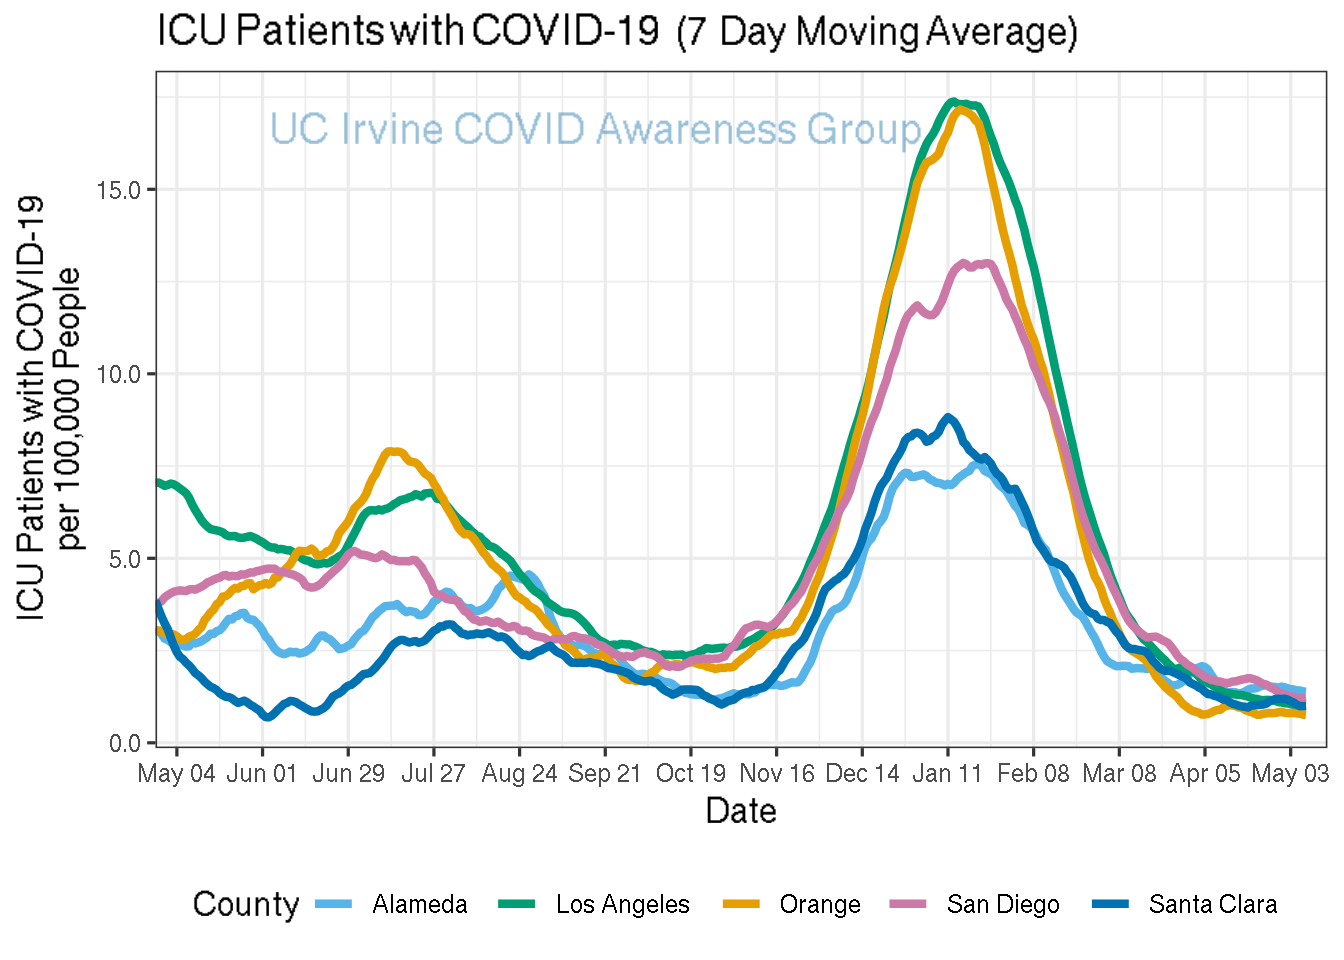 ICU Patients with COVID-19 (7 Day Moving Average)
UC Irvine COVID Awareness Group
ICU Patients with COVID-19
per 100,000 People
15.0
10.0
5.0
0.0
May 04 Jun 01 Jun 29 Jul 27 Aug 24 Sep 21 Oct 19 Nov 16 Dec 14 Jan 11 Feb 08 Mar 08 Apr 05 May 03
Date
County Alameda Los Angeles Orange San Diego Santa Clara